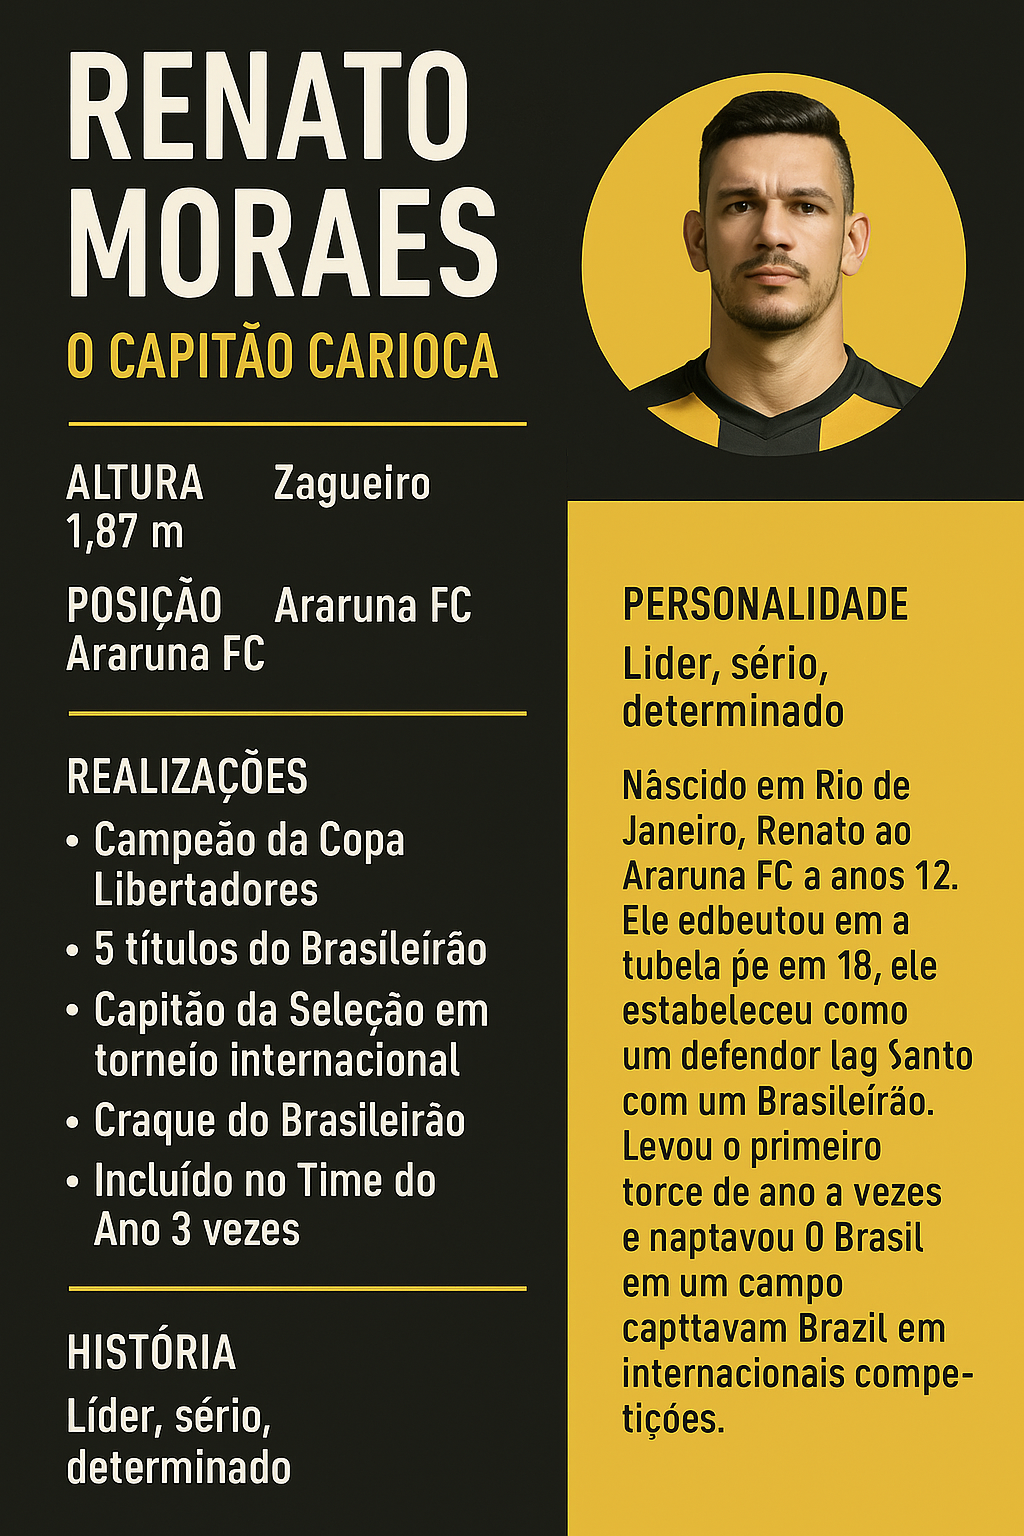 RENATO
MORAES
O CAPITÃO CARIOCA
ALTURA Zagueiro
1,87 m
POSIÇÃO Araruna FC
Araruna FC
REALIZAÇÕES
• Campeão da Copa
Libertadores
• 5 títulos do Brasíleírão
• Capitão da Seleção em
torneío internacional
• Craque do Brasileirão
• Incluído no Time do
Ano 3 vezes
HISTÓRIA
Líder, sério,
determinado
PERSONALIDADE
Lider, sério,
determinado
Nâscido em Rio de
Janeiro, Renato ao
Araruna FC a anos 12.
Ele edbeutou em a
tubela ṕe em 18, ele
estabeleceu como
um defendor lag Santo
com um Brasileírão.
Levou o primeiro
torce de ano a vezes
e naptavou O Brasil
em um campo
capttavam Brazil em
internacionais compe-
tições.